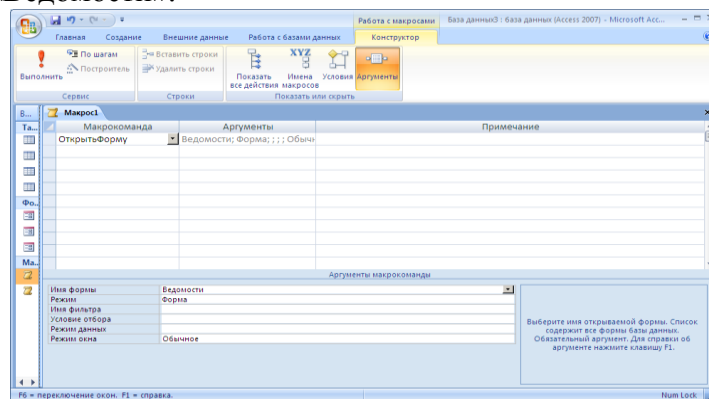 Ведомости».
Работа с макросами
База данных3 : база данных (Access 2007) - Microsoft Acc...
Главная Создание Внешние данные Работа с базами данных Конструктор
Выполнить
По шагам
Построитель
Сервис
Вставить строки
Удалить строки
Строки
Показать все действия
Имена макросов
Условия
Аргументы
Показать или скрыть
В...
Макрос1
Та...
Фо...
Ма...
Макрокоманда Аргументы Примечание
ОткрытьФорму Ведомости; Форма; ; ; ; Обычн
Аргументы макрокоманды
Имя формы Ведомости
Режим Форма
Имя фильтра
Условие отбора
Режим данных
Режим окна Обычное
Выберите имя открываемой формы. Список
содержит все формы базы данных.
Обязательный аргумент. Для справки об
аргументе нажмите клавишу F1.
F6 = переключение окон. F1 = справка.
Num Lock